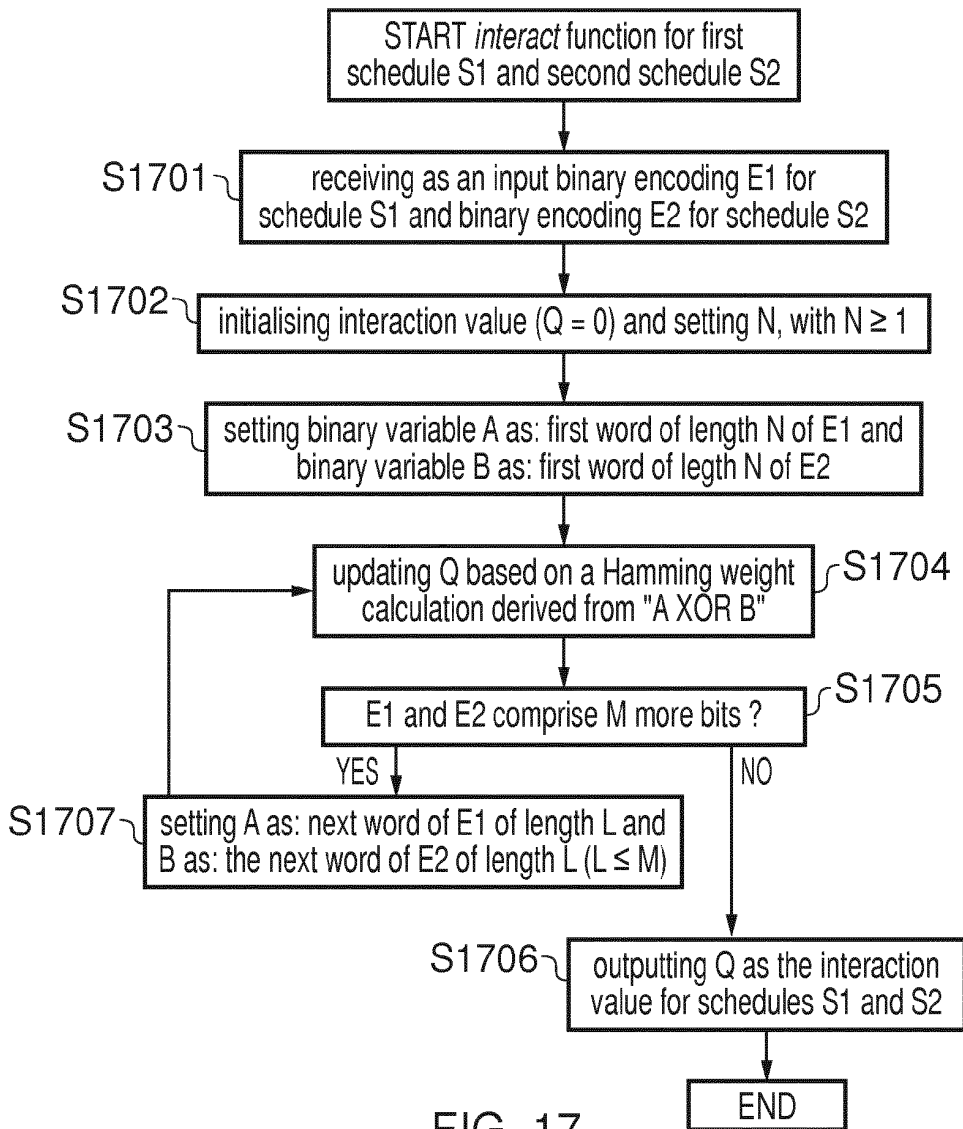 START interact function for first
schedule S1 and second schedule S2
S1701
receiving as an input binary encoding E1 for
schedule S1 and binary encoding E2 for schedule S2
S1702
initialising interaction value (Q = 0) and setting N, with N ≥ 1
S1703
setting binary variable A as: first word of length N of E1 and
binary variable B as: first word of legth N of E2
updating Q based on a Hamming weight
calculation derived from "A XOR B"
S1704
E1 and E2 comprise M more bits ?
S1705
YES
NO
S1707
setting A as: next word of E1 of length L and
B as: the next word of E2 of length L (L ≤ M)
S1706
outputting Q as the interaction
value for schedules S1 and S2
END
FIG. 17